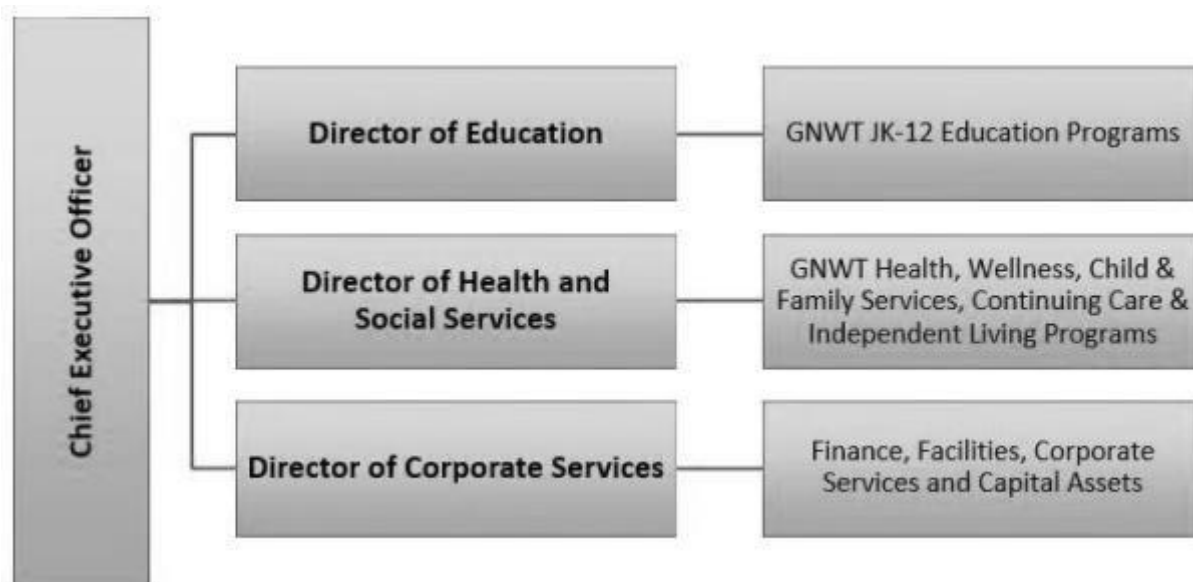 Chief Executive Officer
Director of Education
GNWT JK-12 Education Programs
Director of Health and
Social Services
GNWT Health, Wellness, Child &
Family Services, Continuing Care &
Independent Living Programs
Director of Corporate Services
Finance, Facilities, Corporate
Services and Capital Assets